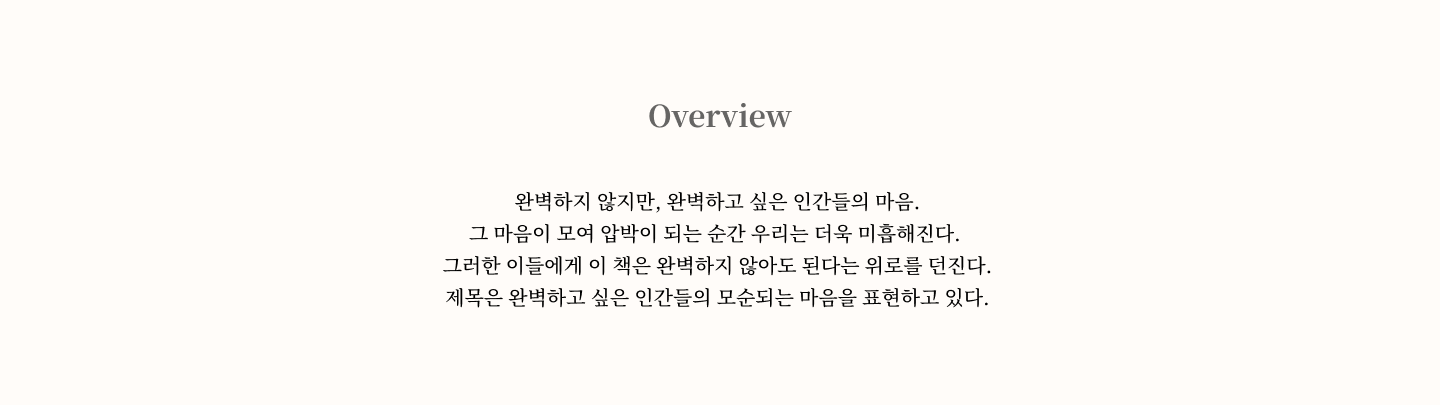 Overview
완벽하지 않지만, 완벽하고 싶은 인간들의 마음.
그 마음이 모여 압박이 되는 순간 우리는 더욱 미흡해진다.
그러한 이들에게 이 책은 완벽하지 않아도 된다는 위로를 던진다.
제목은 완벽하고 싶은 인간들의 모순되는 마음을 표현하고 있다.